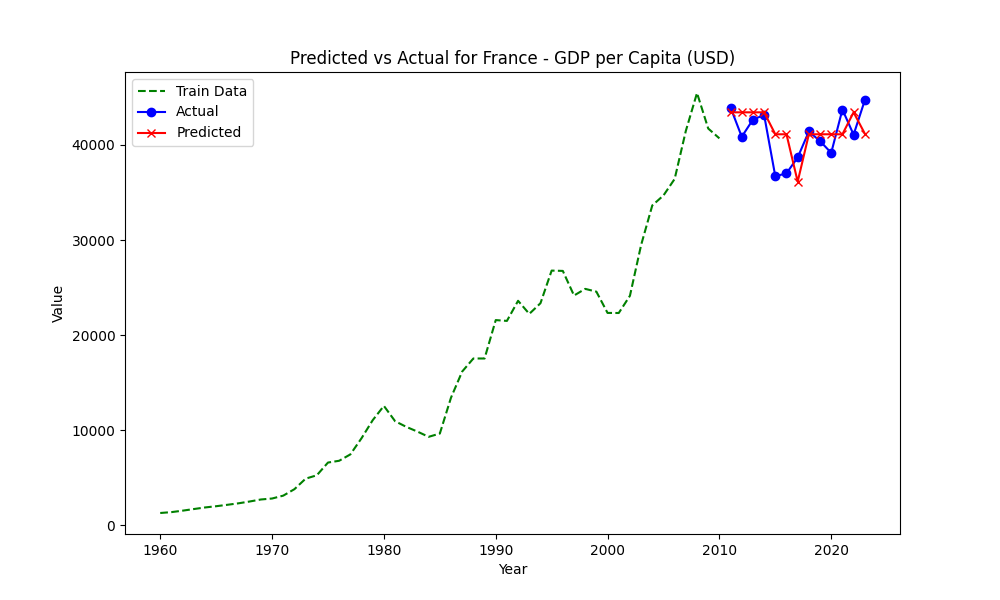 Predicted vs Actual for France - GDP per Capita (USD)
Train Data
Actual
Predicted
Value
40000
30000
20000
10000
0
1960 1970 1980 1990 2000 2010 2020
Year